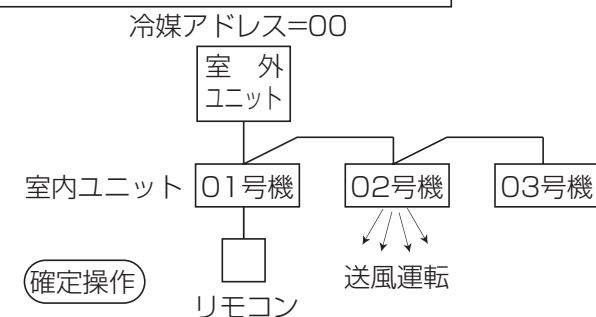 冷媒アドレス=00
室 外
ユニット
室内ユニット
01号機
02号機
03号機
送風運転
確定操作
リモコン